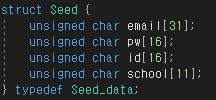 struct Seed {
    unsigned char email[31];
    unsigned char pw[16];
    unsigned char id[16];
    unsigned char school[11];
} typedef Seed_data;